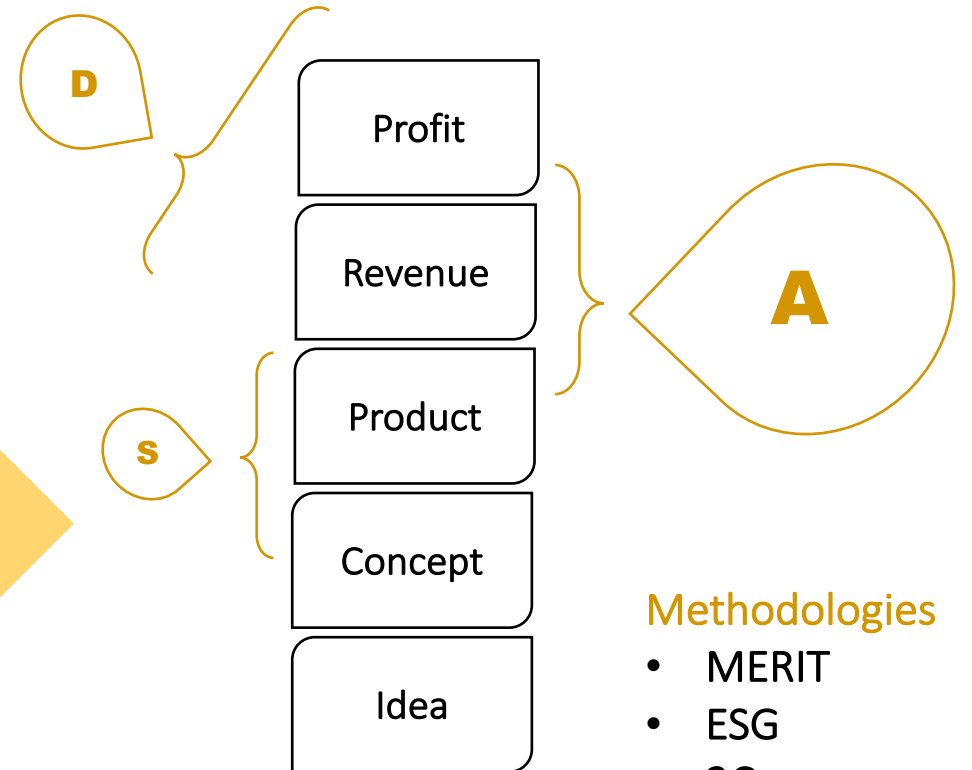 D
Profit
Revenue
A
Product
S
Concept
Idea
Methodologies
• MERIT
• ESG